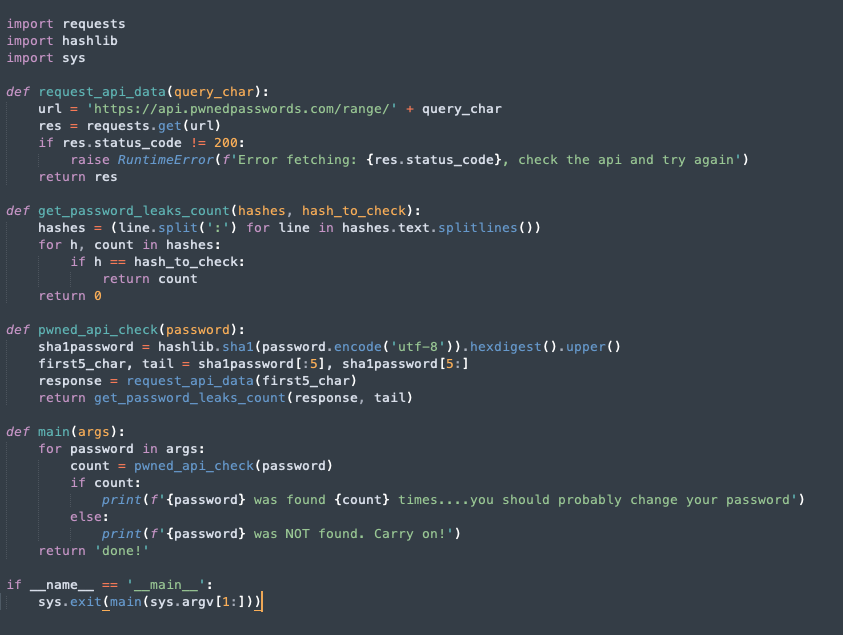 import requests
import hashlib
import sys
def request_api_data(query_char):
    url = 'https://api.pwnedpasswords.com/range/' + query_char
    res = requests.get(url)
    if res.status_code != 200:
        raise RuntimeError(f'Error fetching: {res.status_code}, check the api and try again')
    return res
def get_password_leaks_count(hashes, hash_to_check):
    hashes = (line.split(':') for line in hashes.text.splitlines())
    for h, count in hashes:
        if h == hash_to_check:
            return count
    return 0
def pwned_api_check(password):
    sha1password = hashlib.sha1(password.encode('utf-8')).hexdigest().upper()
    first5_char, tail = sha1password[:5], sha1password[5:]
    response = request_api_data(first5_char)
    return get_password_leaks_count(response, tail)
def main(args):
    for password in args:
        count = pwned_api_check(password)
        if count:
            print(f'{password} was found {count} times....you should probably change your password')
        else:
            print(f'{password} was NOT found. Carry on!')
    return 'done!'
if __name__ == '__main__':
    sys.exit(main(sys.argv[1:]))